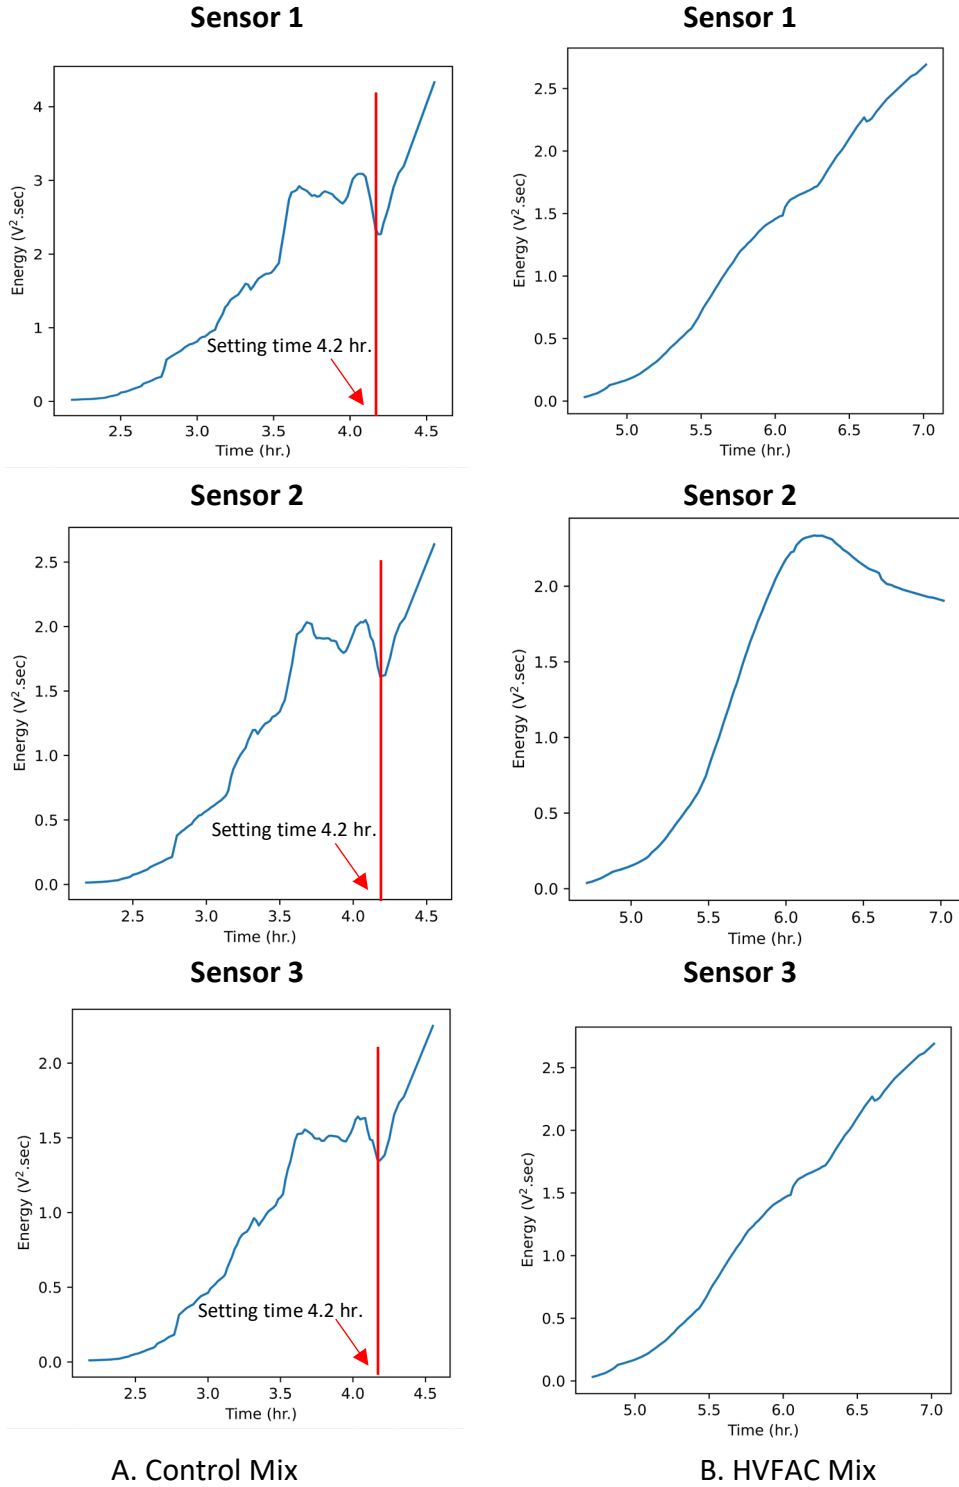 Sensor 1
Energy (V².sec)
4
3
2
1
0
Setting time 4.2 hr.
2.5 3.0 3.5 4.0 4.5
Time (hr.)
Sensor 1
Energy (V².sec)
2.5
2.0
1.5
1.0
0.5
0.0
5.0 5.5 6.0 6.5 7.0
Time (hr.)
Sensor 2
Energy (V².sec)
2.5
2.0
1.5
1.0
0.5
0.0
Setting time 4.2 hr.
2.5 3.0 3.5 4.0 4.5
Time (hr.)
Sensor 2
Energy (V².sec)
2.0
1.5
1.0
0.5
0.0
5.0 5.5 6.0 6.5 7.0
Time (hr.)
Sensor 3
Energy (V².sec)
2.0
1.5
1.0
0.5
0.0
Setting time 4.2 hr.
2.5 3.0 3.5 4.0 4.5
Time (hr.)
Sensor 3
Energy (V².sec)
2.5
2.0
1.5
1.0
0.5
0.0
5.0 5.5 6.0 6.5 7.0
Time (hr.)
A. Control Mix
B. HVFAC Mix